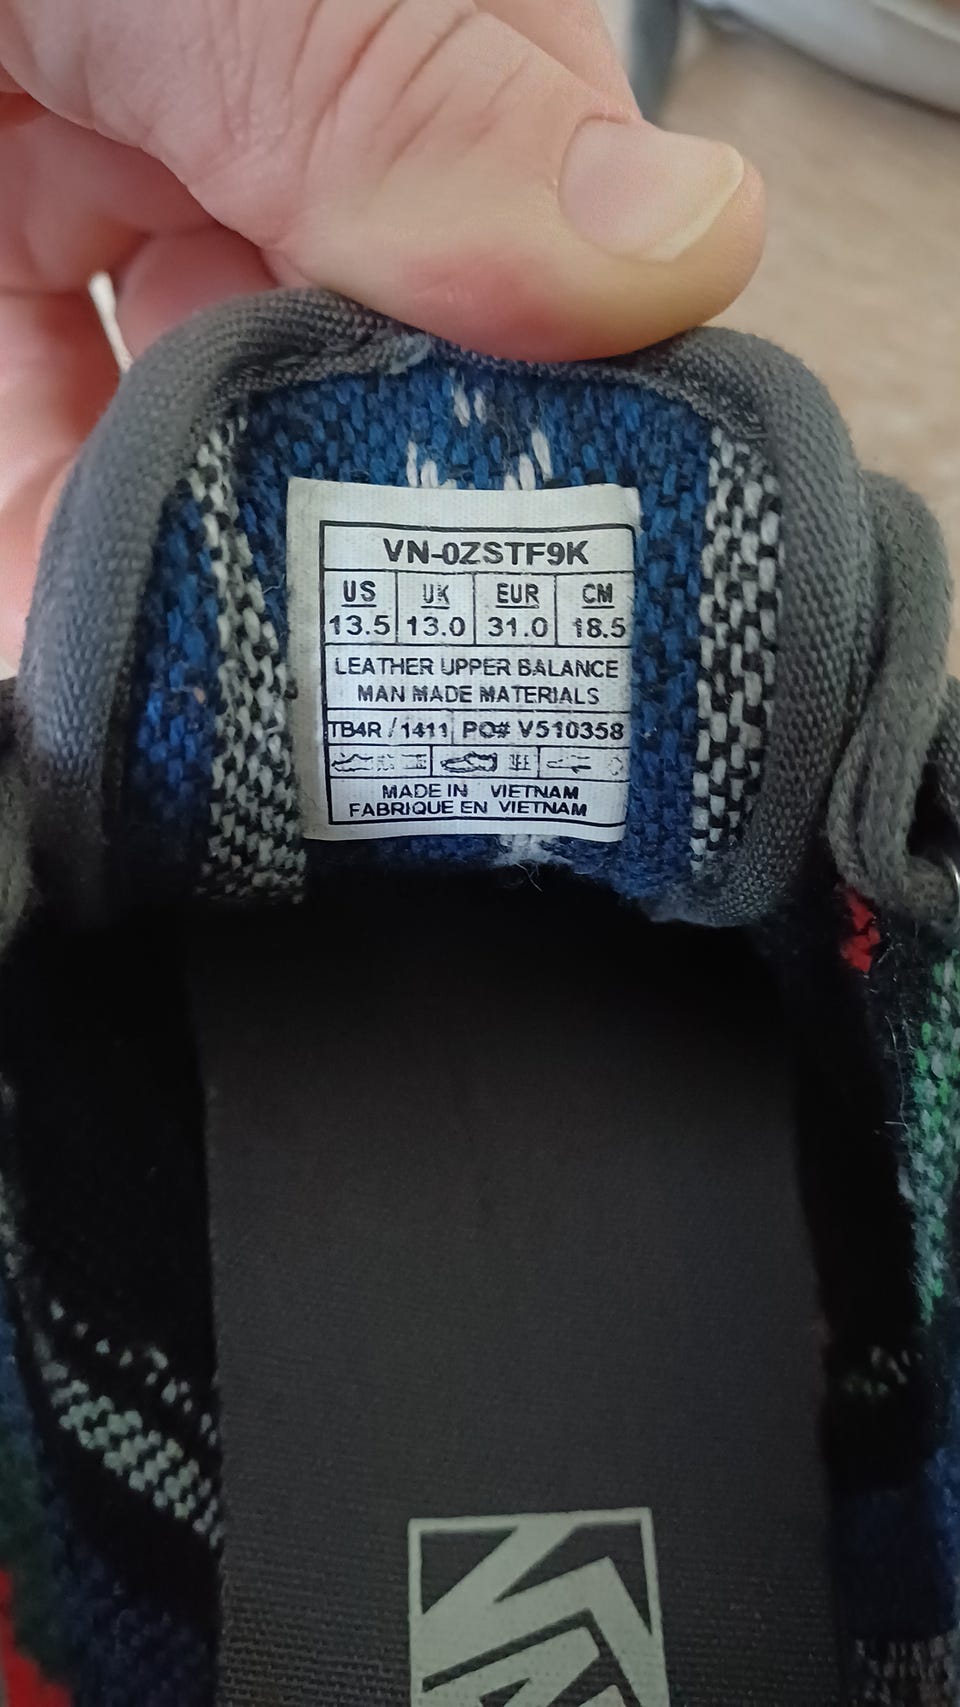 VN-0ZSTF9K
US UK EUR CM
13.5 13.0 31.0 18.5
LEATHER UPPER BALANCE
MAN MADE MATERIALS
TB4R / 1411 PO# V510358
MADE IN VIETNAM
FABRIQUE EN VIETNAM